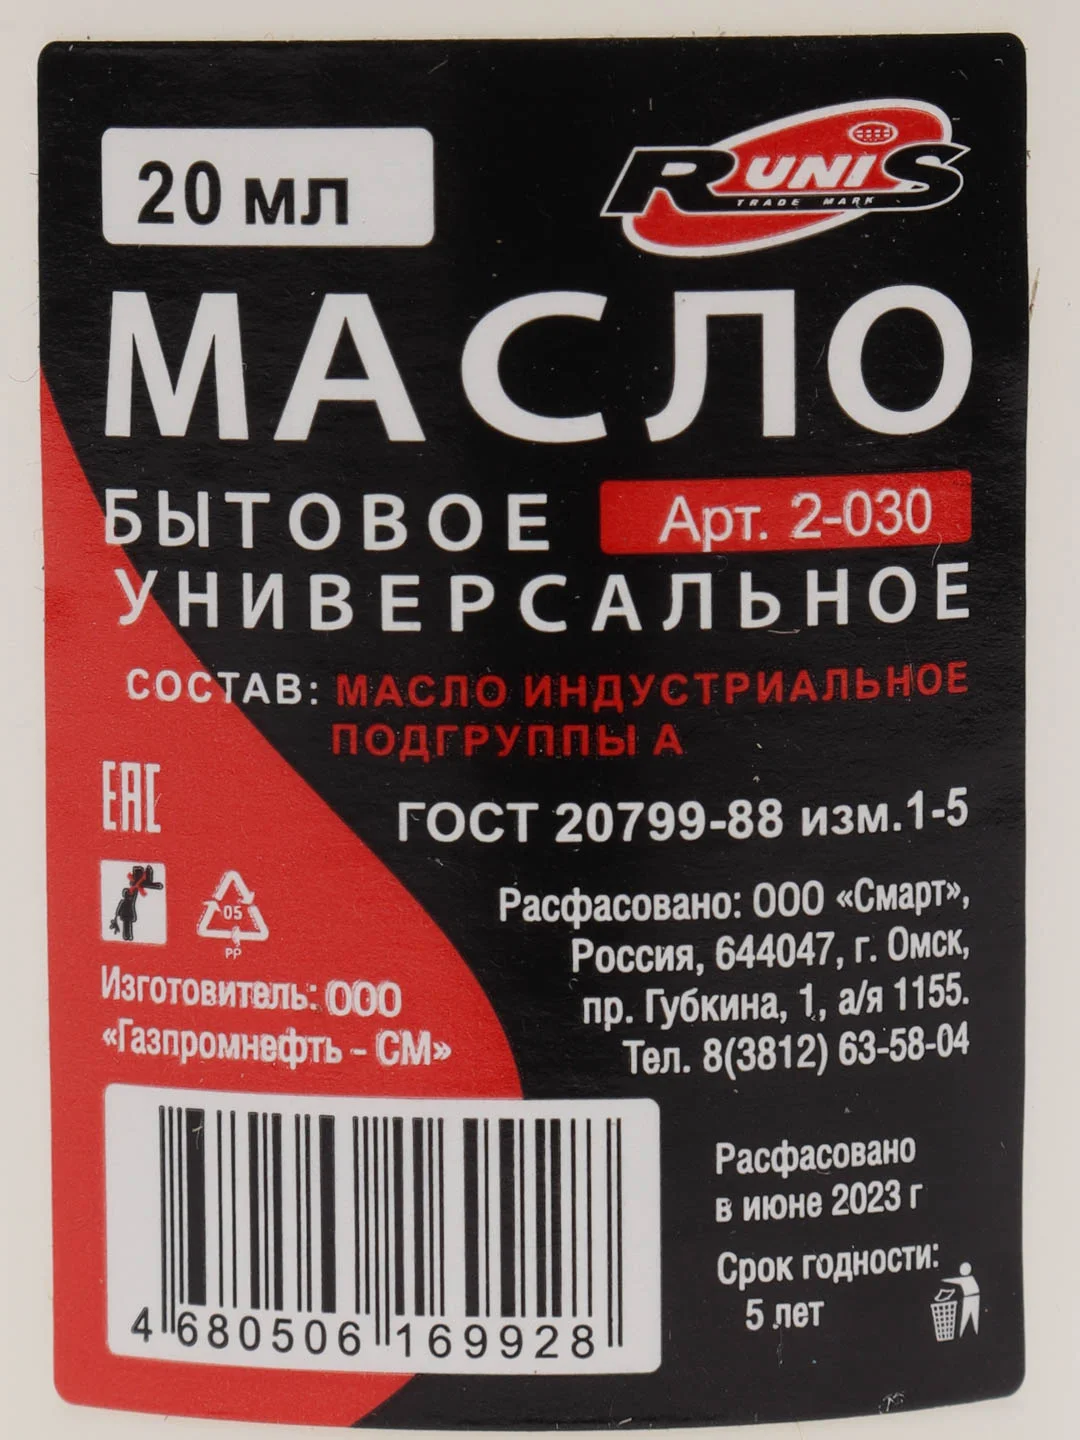 20 мл
RUNIS
TRADE MARK
МАСЛО
БЫТОВОЕ
Арт. 2-030
УНИВЕРСАЛЬНОЕ
СОСТАВ: МАСЛО ИНДУСТРИАЛЬНОЕ
ПОДГРУППЫ А
EAC
ГОСТ 20799-88 изм.1-5
05
PP
Изготовитель: ООО
«Газпромнефть - СМ»
Расфасовано: ООО «Смарт»,
Россия, 644047, г. Омск,
пр. Губкина, 1, а/я 1155.
Тел. 8(3812) 63-58-04
4 680506 169928
Расфасовано
в июне 2023 г
Срок годности:
5 лет